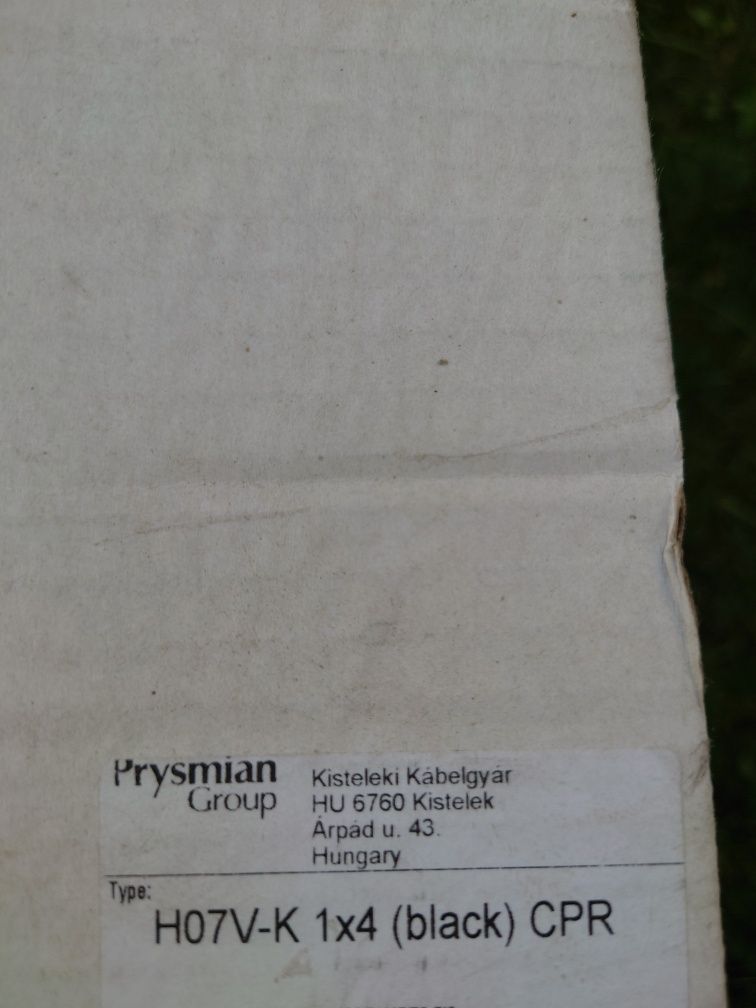 Prysmian
Group
Kisteleki Kábelgyár
HU 6760 Kistelek
Árpád u. 43.
Hungary
Type:
H07V-K 1x4 (black) CPR